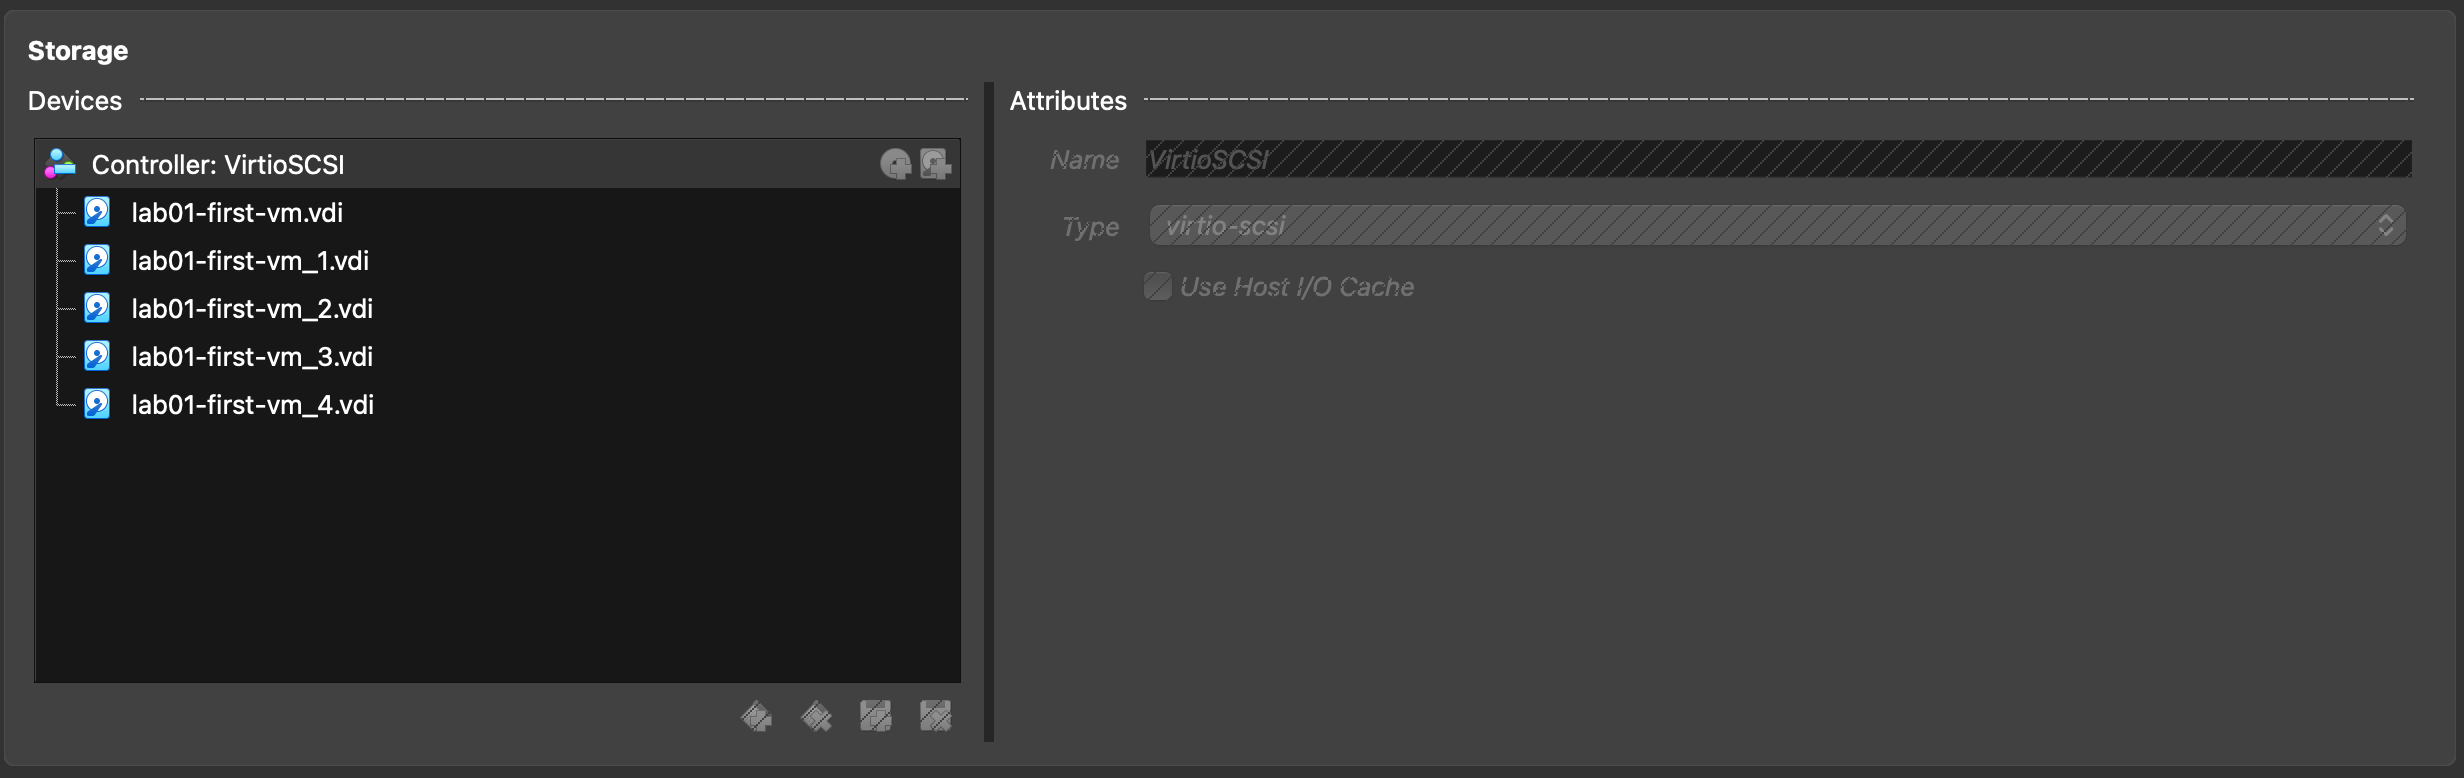 Storage
Devices
Controller: VirtioSCSI
lab01-first-vm.vdi
lab01-first-vm_1.vdi
lab01-first-vm_2.vdi
lab01-first-vm_3.vdi
lab01-first-vm_4.vdi
Attributes
Name VirtioSCSI
Type virtio-scsi
Use Host I/O Cache